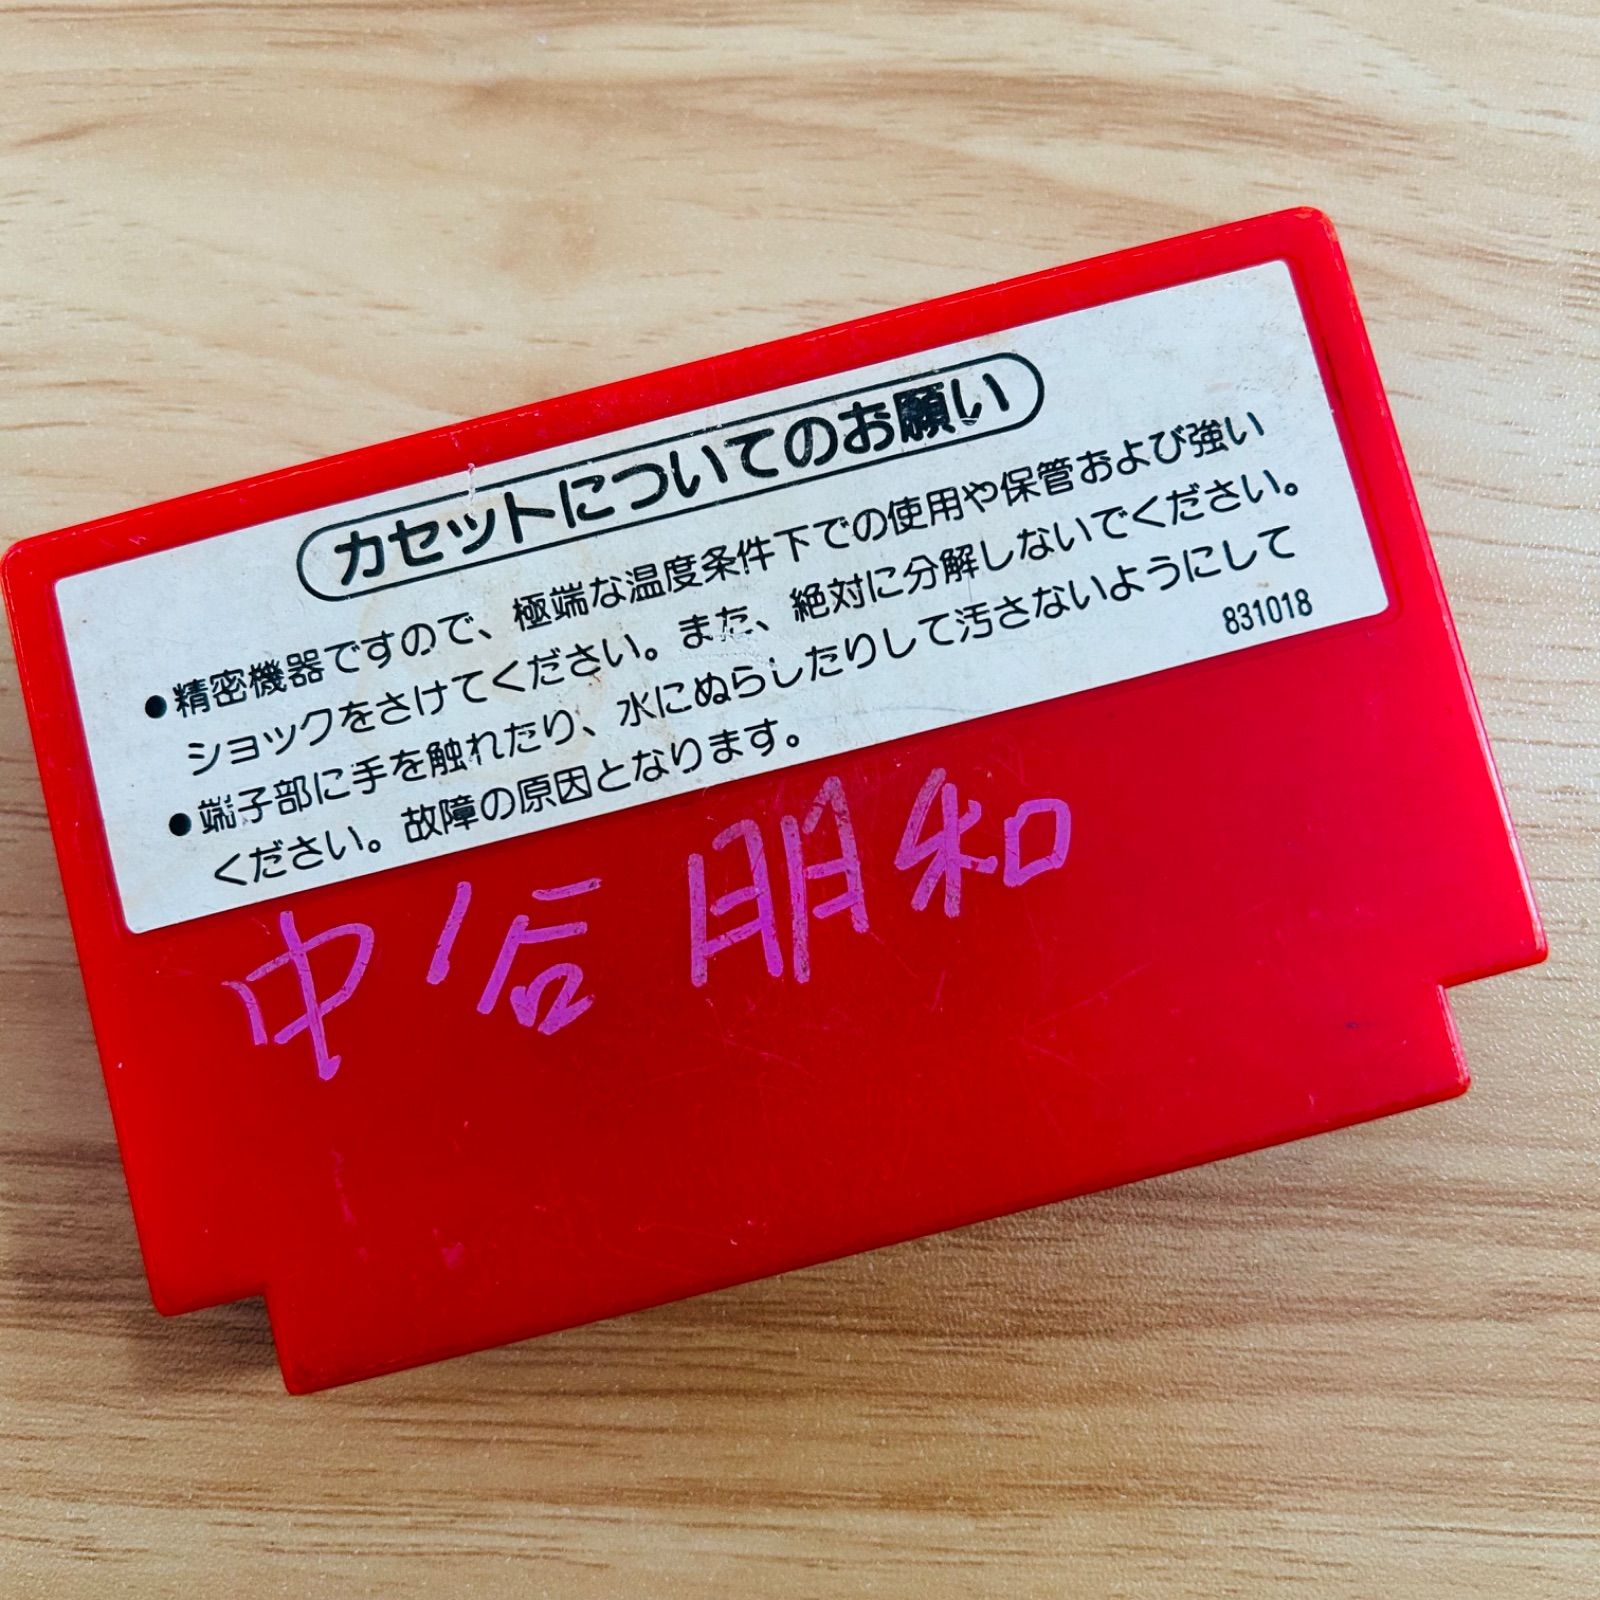 カセットについてのお願い
●精密機器ですので、極端な温度条件下での使用や保管および強い
ショックをさけてください。また、絶対に分解しないでください。
●端子部に手を触れたり、水にぬらしたりして汚さないようにして
ください。故障の原因となります。
831018
中谷 明和